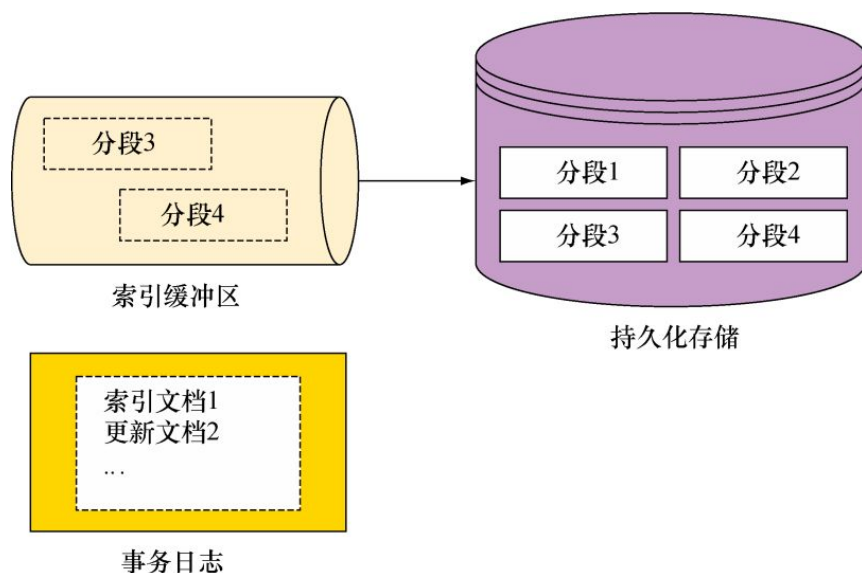 分段3
分段4
索引缓冲区
分段1
分段2
分段3
分段4
持久化存储
索引文档1
更新文档2
...
事务日志